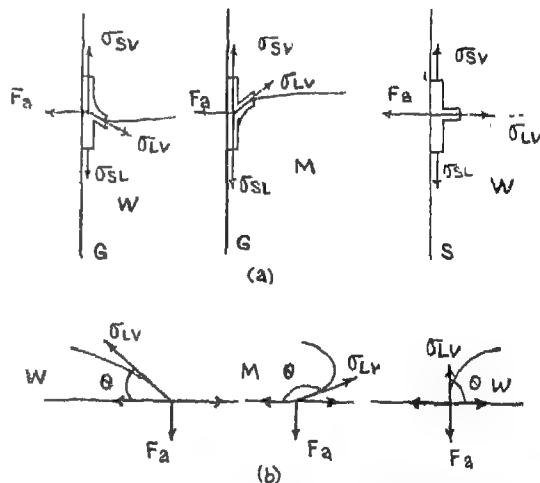 σSV σSV σSV
Fa σLV Fa σLV Fa σLV
σSL W σSL M σSL W
G G S
(a)
σLV
W θ M θ σLV σLV θ W
Fa Fa Fa
(b)